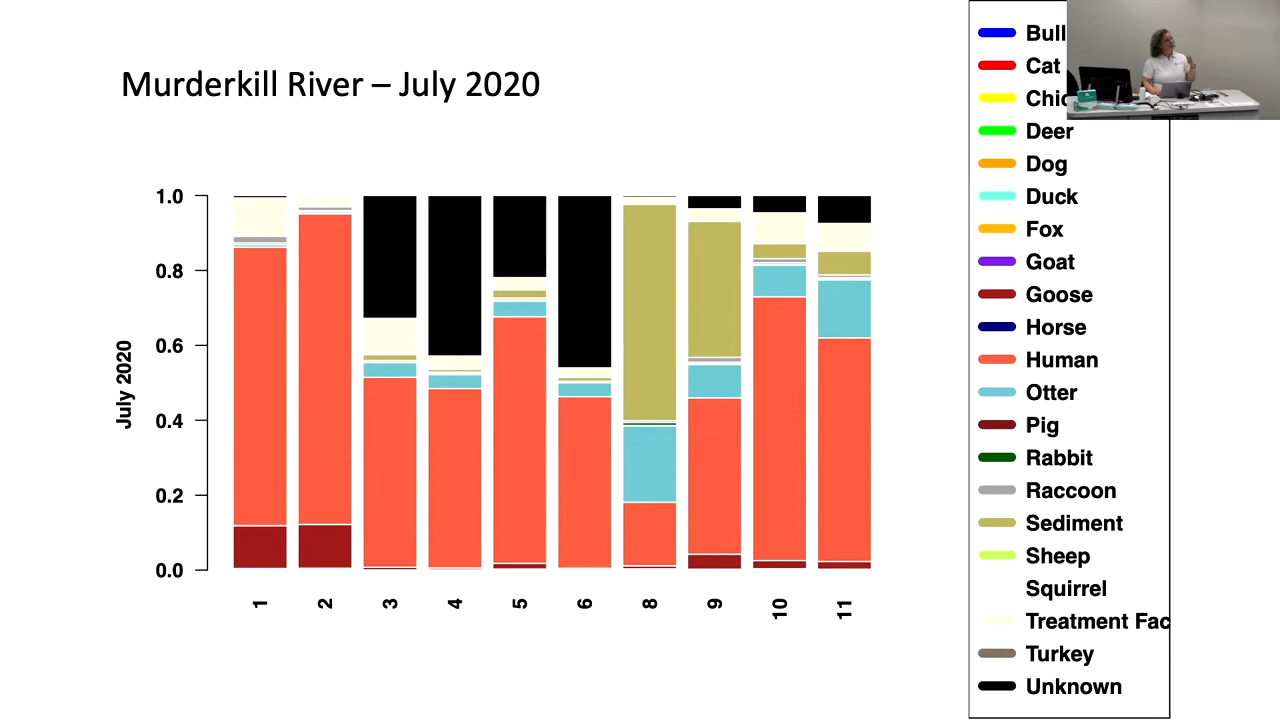 Murderkill River – July 2020
July 2020
1.0
0.8
0.6
0.4
0.2
0.0
1 2 3 4 5 6 8 9 10 11
Bull
Cat
Deer
Dog
Duck
Fox
Goat
Goose
Horse
Human
Otter
Pig
Rabbit
Raccoon
Sediment
Sheep
Squirrel
Treatment Fac
Turkey
Unknown